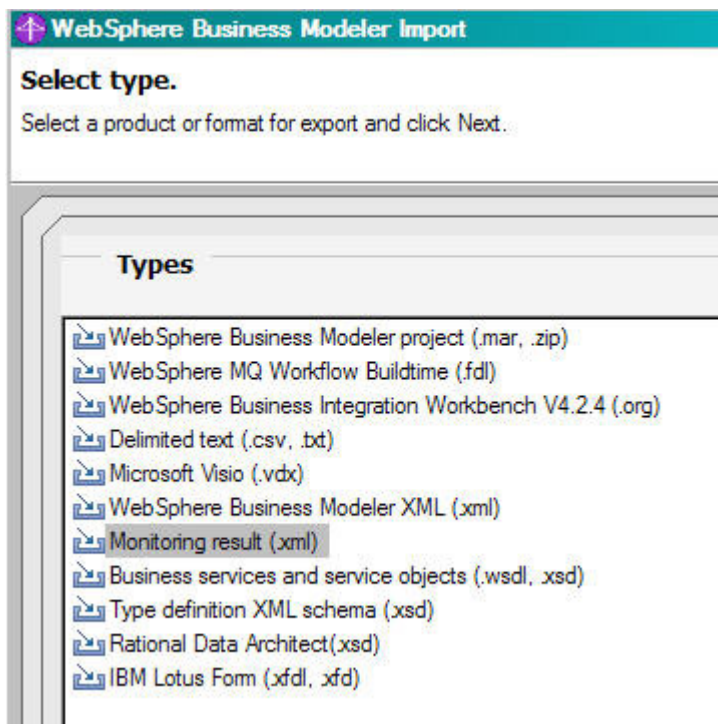 WebSphere Business Modeler Import
Select type.
Select a product or format for export and click Next.
Types
WebSphere Business Modeler project (.mar, .zip)
WebSphere MQ Workflow Buildtime (.fdl)
WebSphere Business Integration Workbench V4.2.4 (.org)
Delimited text (.csv, .txt)
Microsoft Visio (.vdx)
WebSphere Business Modeler XML (.xml)
Monitoring result (.xml)
Business services and service objects (.wsdl, .xsd)
Type definition XML schema (.xsd)
Rational Data Architect(.xsd)
IBM Lotus Form (.xfdl, .xfd)